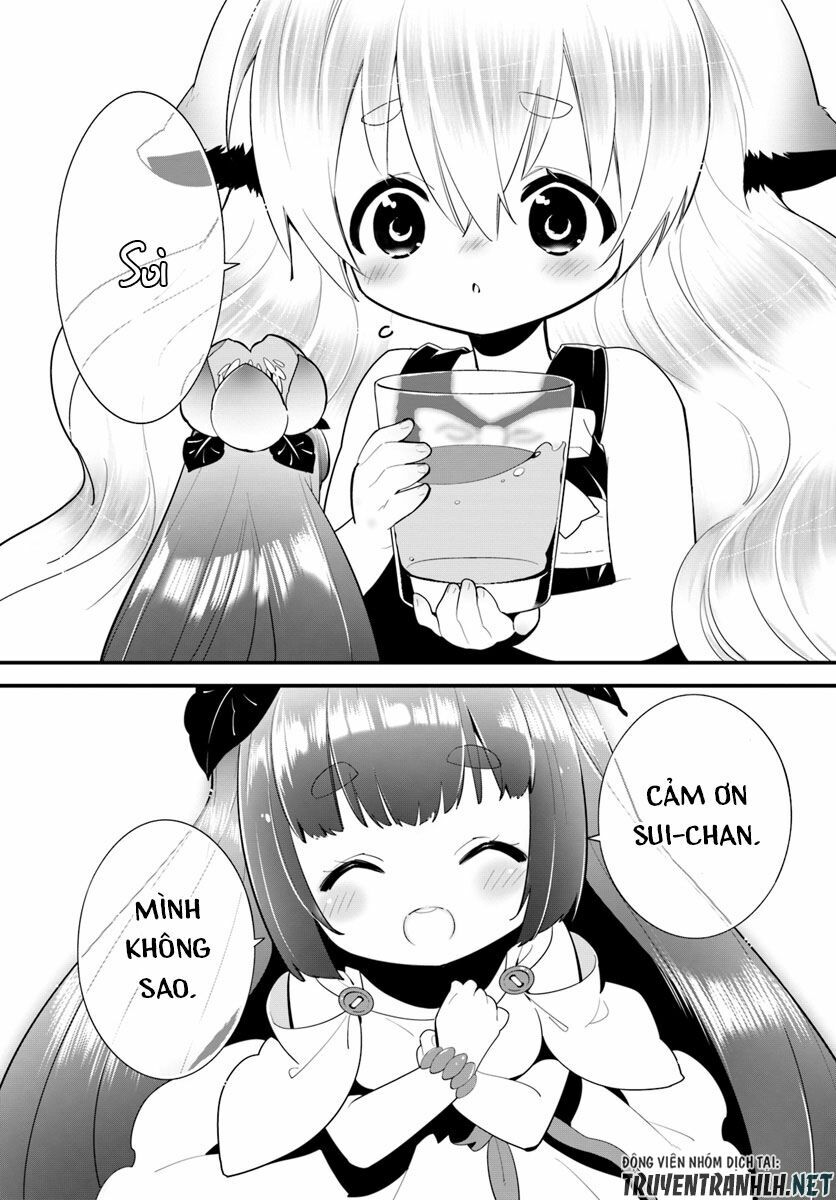 Sui
CẢM ƠN
SUI-CHAN.
MÌNH
KHÔNG
SAO.
ĐỘNG VIÊN NHÓM DỊCH TẠI:
TRUYENTRANHLH.NET